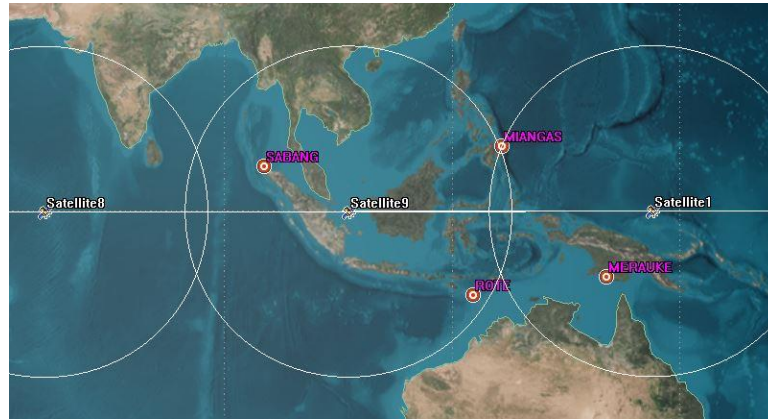 MIANGAS
SABANG
Satellite8
Satellite9
Satellite1
MERAUKE
ROTE